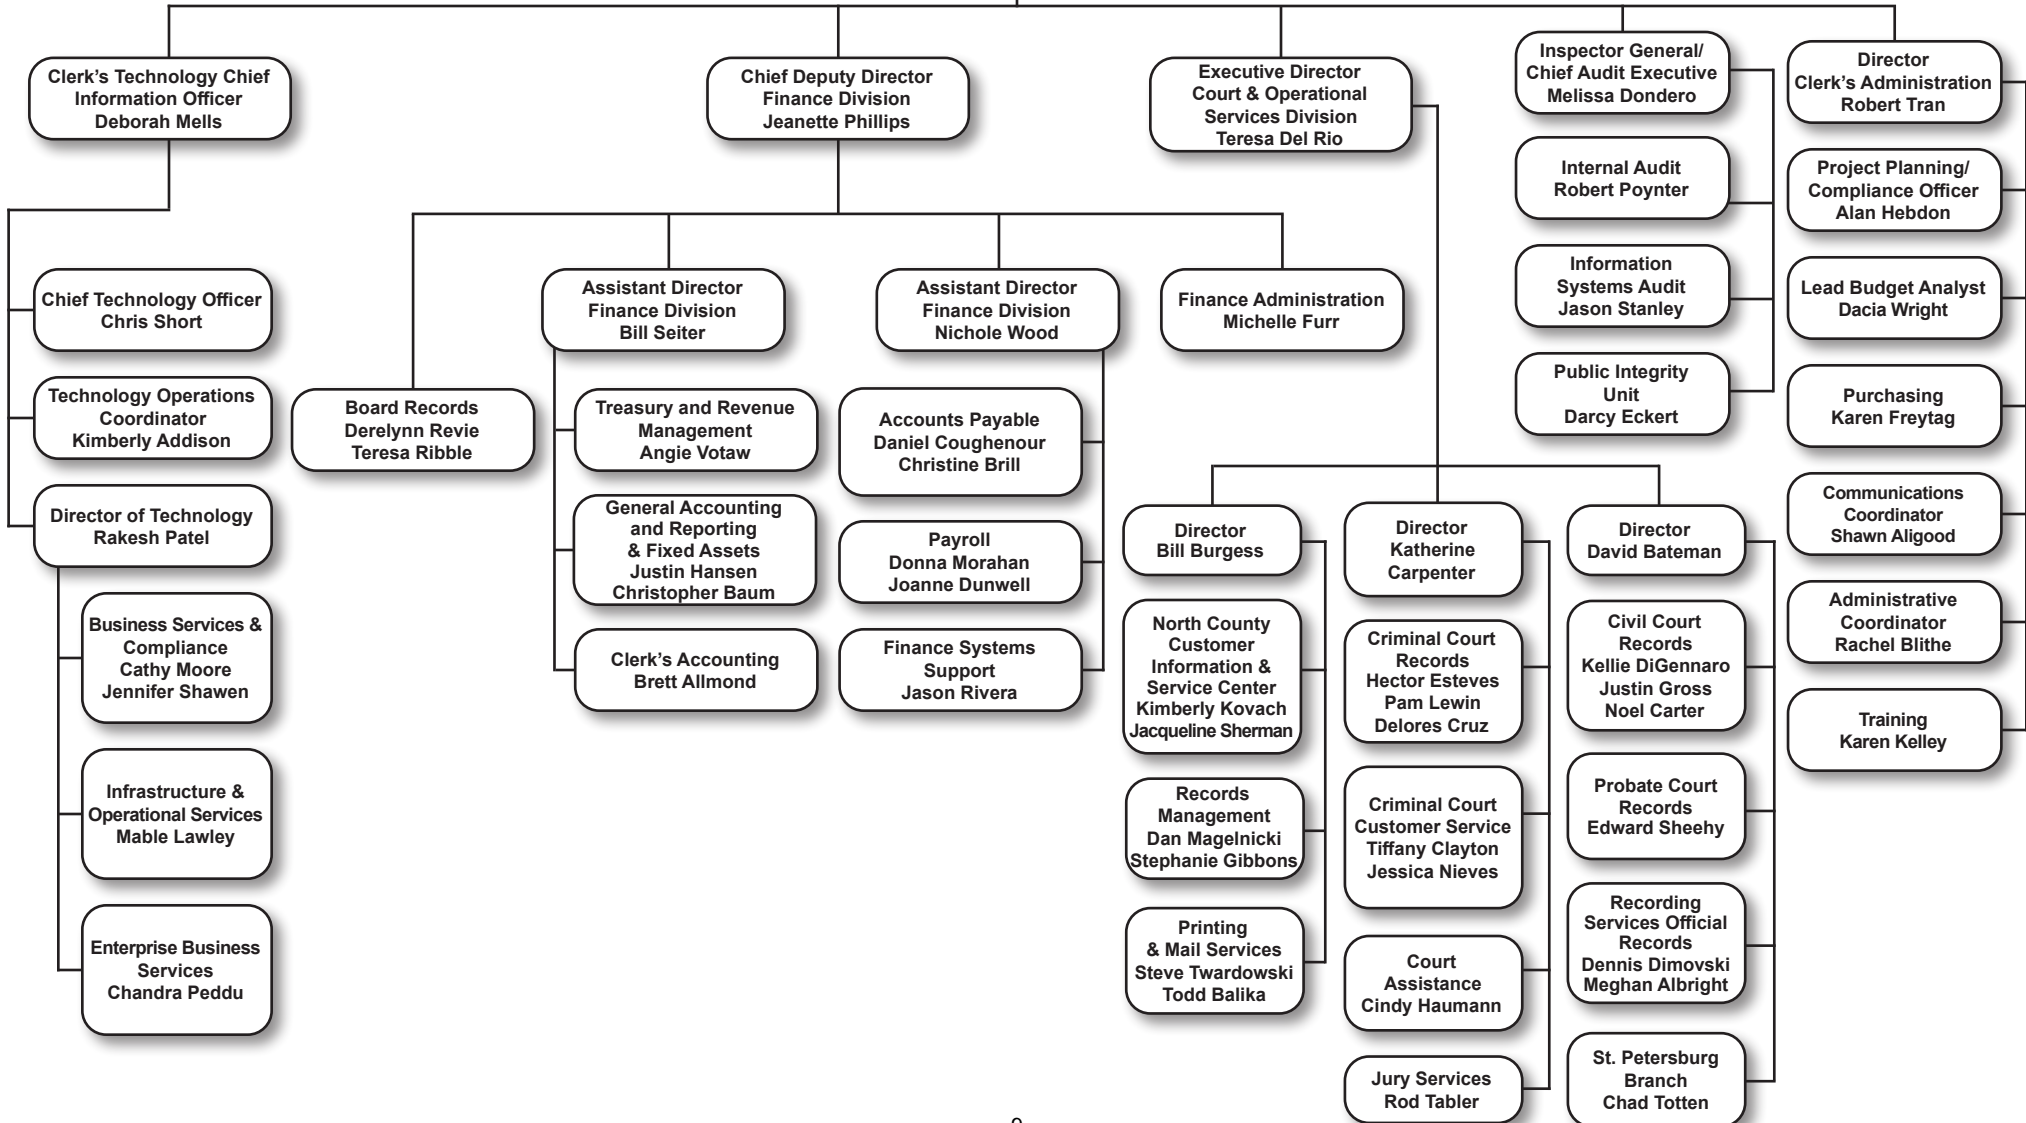 Clerk's Technology Chief
Information Officer
Deborah Mells
Chief Technology Officer
Chris Short
Technology Operations
Coordinator
Kimberly Addison
Director of Technology
Rakesh Patel
Business Services &
Compliance
Cathy Moore
Jennifer Shawen
Infrastructure &
Operational Services
Mable Lawley
Enterprise Business
Services
Chandra Peddu
Chief Deputy Director
Finance Division
Jeanette Phillips
Board Records
Derelynn Revie
Teresa Ribble
Assistant Director
Finance Division
Bill Seiter
Treasury and Revenue
Management
Angie Votaw
General Accounting
and Reporting
& Fixed Assets
Justin Hansen
Christopher Baum
Clerk's Accounting
Brett Allmond
Assistant Director
Finance Division
Nichole Wood
Accounts Payable
Daniel Coughenour
Christine Brill
Payroll
Donna Morahan
Joanne Dunwell
Finance Systems
Support
Jason Rivera
Finance Administration
Michelle Furr
Executive Director
Court & Operational
Services Division
Teresa Del Rio
Director
Bill Burgess
North County
Customer
Information &
Service Center
Kimberly Kovach
Jacqueline Sherman
Records
Management
Dan Magelnicki
Stephanie Gibbons
Printing
& Mail Services
Steve Twardowski
Todd Balika
Director
Katherine
Carpenter
Criminal Court
Records
Hector Esteves
Pam Lewin
Delores Cruz
Criminal Court
Customer Service
Tiffany Clayton
Jessica Nieves
Court
Assistance
Cindy Haumann
Jury Services
Rod Tabler
Director
David Bateman
Civil Court
Records
Kellie DiGennaro
Justin Gross
Noel Carter
Probate Court
Records
Edward Sheehy
Recording
Services Official
Records
Dennis Dimovski
Meghan Albright
St. Petersburg
Branch
Chad Totten
Inspector General/
Chief Audit Executive
Melissa Dondero
Internal Audit
Robert Poynter
Information
Systems Audit
Jason Stanley
Public Integrity
Unit
Darcy Eckert
Director
Clerk's Administration
Robert Tran
Project Planning/
Compliance Officer
Alan Hebdon
Lead Budget Analyst
Dacia Wright
Purchasing
Karen Freytag
Communications
Coordinator
Shawn Aligood
Administrative
Coordinator
Rachel Blithe
Training
Karen Kelley